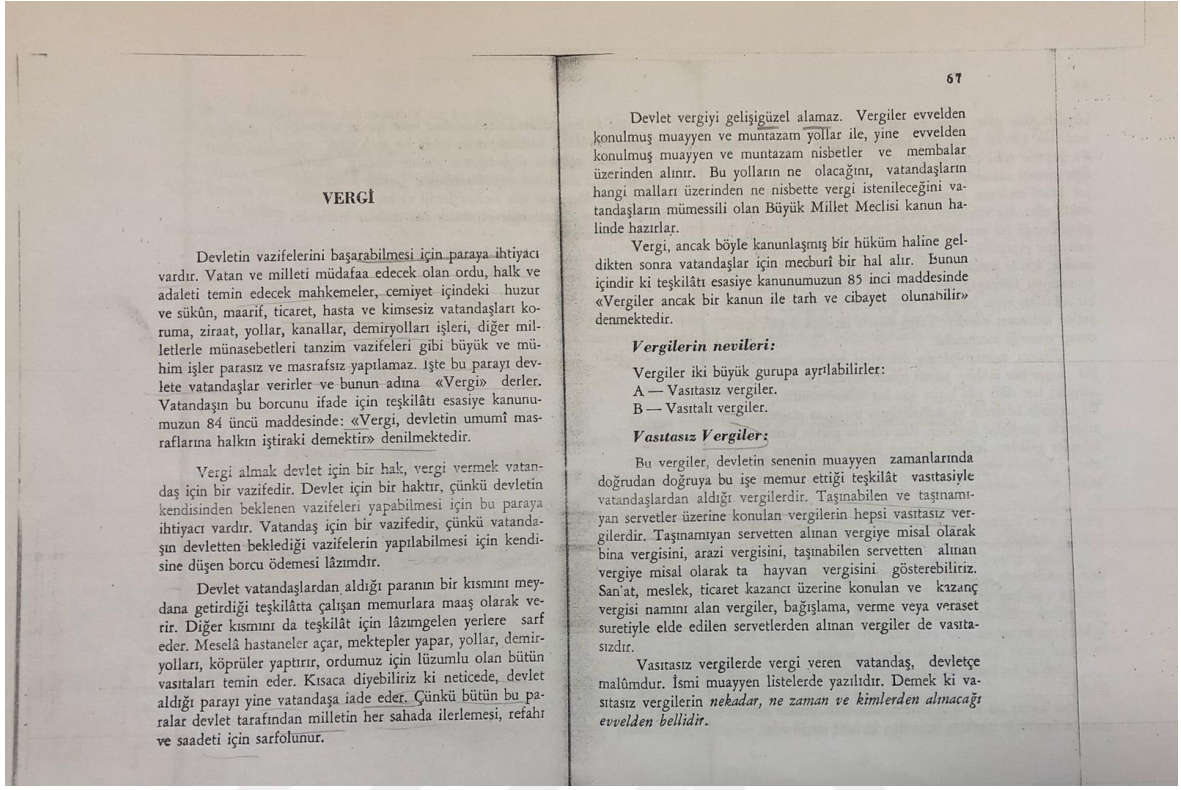 VERGİ
Devletin vazifelerini başarabilmesi için paraya ihtiyacı
vardır. Vatan ve milleti müdafaa edecek olan ordu, halk ve
adaleti temin edecek mahkemeler, cemiyet içindeki huzur
ve sükûn, maarif, ticaret, hasta ve kimsesiz vatandaşları ko-
ruma, ziraat, yollar, kanallar, demiryolları işleri, diğer mil-
letlerle münasebetleri tanzim vazifeleri gibi büyük ve mü-
him işler parasız ve masrafsız yapılamaz. İşte bu parayı dev-
lete vatandaşlar verirler ve bunun adına «Vergi» derler.
Vatandaşın bu borcunu ifade için teşkilâtı esasiye kanunu-
muzun 84 üncü maddesinde: «Vergi, devletin umumî mas-
raflarına halkın iştiraki demektir» denilmektedir.
Vergi almak devlet için bir hak, vergi vermek vatan-
daş için bir vazifedir. Devlet için bir haktır, çünkü devletin
kendisinden beklenen vazifeleri yapabilmesi için bu paraya
ihtiyacı vardır. Vatandaş için bir vazifedir, çünkü vatanda-
şın devletten beklediği vazifelerin yapılabilmesi için kendi-
sine düşen borcu ödemesi lâzımdır.
Devlet vatandaşlardan aldığı paranın bir kısmını mey-
dana getirdiği teşkilâtta çalışan memurlara maaş olarak ve-
rir. Diğer kısmını da teşkilât için lâzımgelen yerlere sarf
eder. Meselâ hastaneler açar, mektepler yapar, yollar, demir-
yolları, köprüler yaptırır, ordumuz için lüzumlu olan bütün
vasıtaları temin eder. Kısaca diyebiliriz ki neticede, devlet
aldığı parayı yine vatandaşa iade eder. Çünkü bütün bu pa-
ralar devlet tarafından milletin her sahada ilerlemesi, refahı
ve saadeti için sarfolunur.
67
Devlet vergiyi gelişigüzel alamaz. Vergiler evvelden
konulmuş muayyen ve muntazam yollar ile, yine evvelden
konulmuş muayyen ve muntazam nisbetler ve membalar
üzerinden alınır. Bu yolların ne olacağını, vatandaşların
hangi malları üzerinden ne nisbette vergi istenileceğini va-
tandaşların mümessili olan Büyük Millet Meclisi kanun ha-
linde hazırlar.
Vergi, ancak böyle kanunlaşmış bir hüküm haline gel-
dikten sonra vatandaşlar için mecburî bir hal alır. Bunun
içindir ki teşkilâtı esasiye kanunumuzun 85 inci maddesinde
«Vergiler ancak bir kanun ile tarh ve cibayet olunabilir»
denmektedir.
Vergilerin nevileri:
Vergiler iki büyük gurupa ayrılabilirler:
A — Vasıtasız vergiler.
B — Vasıtalı vergiler.
Vasıtasız Vergiler:
Bu vergiler, devletin senenin muayyen zamanlarında
doğrudan doğruya bu işe memur ettiği teşkilât vasıtasiyle
vatandaşlardan aldığı vergilerdir. Taşınabilen ve taşınamı-
yan servetler üzerine konulan vergilerin hepsi vasıtasız ver-
gilerdir. Taşınamıyan servetten alınan vergiye misal olarak
bina vergisini, arazi vergisini, taşınabilen servetten alınan
vergiye misal olarak ta hayvan vergisini gösterebiliriz.
San'at, meslek, ticaret kazancı üzerine konulan ve kazanç
vergisi namını alan vergiler, bağışlama, verme veya veraset
suretiyle elde edilen servetlerden alınan vergiler de vasıta-
sızdır.
Vasıtasız vergilerde vergi veren vatandaş, devletçe
malûmdur. İsmi muayyen listelerde yazılıdır. Demek ki va-
sıtasız vergilerin nekadar, ne zaman ve kimlerden alınacağı
evvelden bellidir.